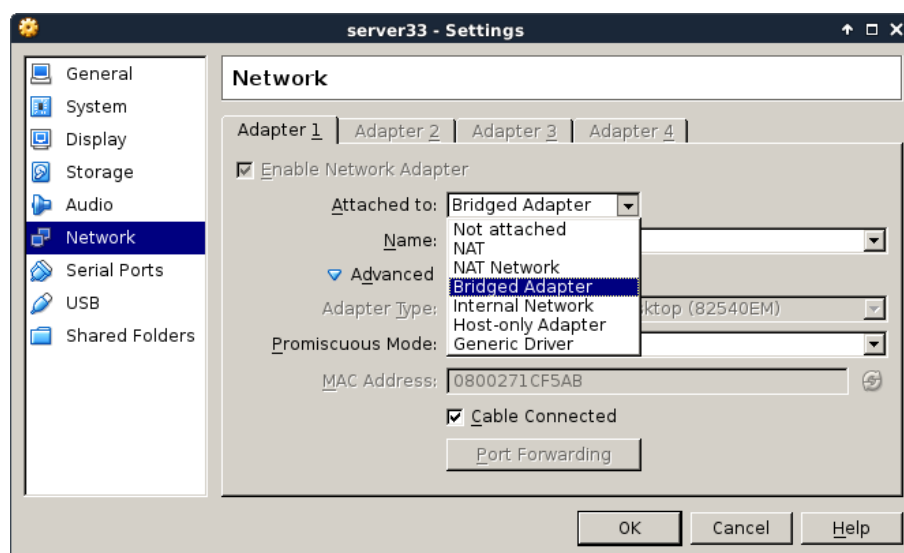 server33 - Settings
General
System
Display
Storage
Audio
Network
Serial Ports
USB
Shared Folders
Network
Adapter 1 Adapter 2 Adapter 3 Adapter 4
Enable Network Adapter
Attached to: Bridged Adapter
Not attached
NAT
NAT Network
Bridged Adapter
Internal Network
Host-only Adapter
Generic Driver
Name:
Advanced
Adapter Type: (82540EM)
Promiscuous Mode:
MAC Address: 0800271CF5AB
Cable Connected
Port Forwarding
OK Cancel Help